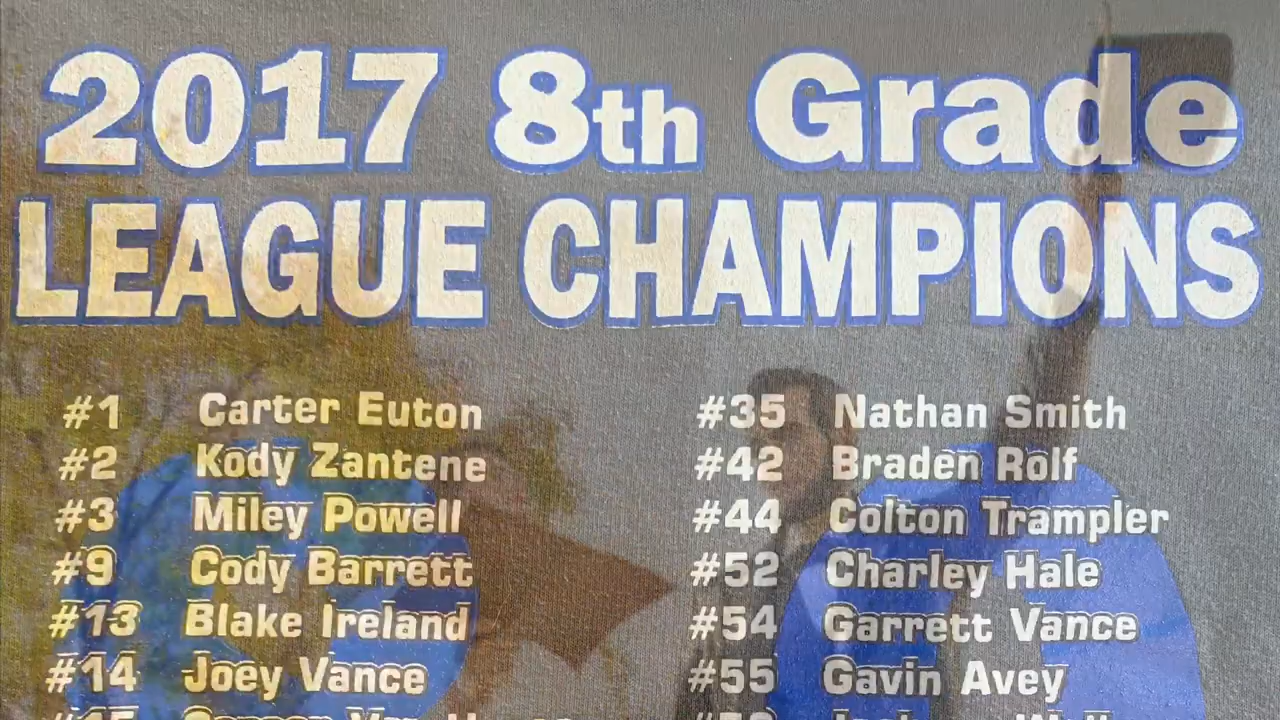 2017 8th Grade
LEAGUE CHAMPIONS
#1 Carter Euton
#2 Kody Zantene
#3 Miley Powell
#9 Cody Barrett
#13 Blake Ireland
#14 Joey Vance
#35 Nathan Smith
#42 Braden Rolf
#44 Colton Trampler
#52 Charley Hale
#54 Garrett Vance
#55 Gavin Avey